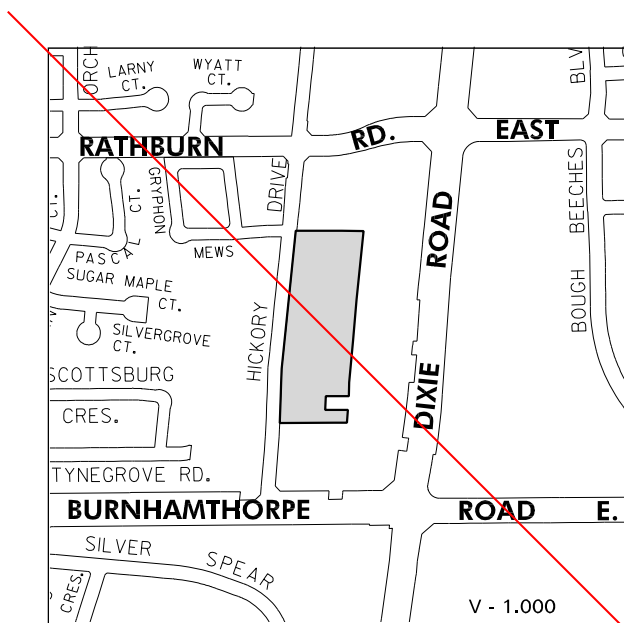 ORCH
LARNY
CT.
WYATT
CT.
BLV
RATHBURN
RD.
EAST
GRYPHON
DRIVE
CT.
CT.
BEECHES
ROAD
PASCAL
MEWS
SUGAR MAPLE
CT.
SILVERGROVE
CT.
HICKORY
BOUGH
SCOTTSBURG
CRES.
DIXIE
TYNEGROVE RD.
BURNHAMTHORPE
ROAD
E.
SILVER
SPEAR
CRES.
V - 1.000